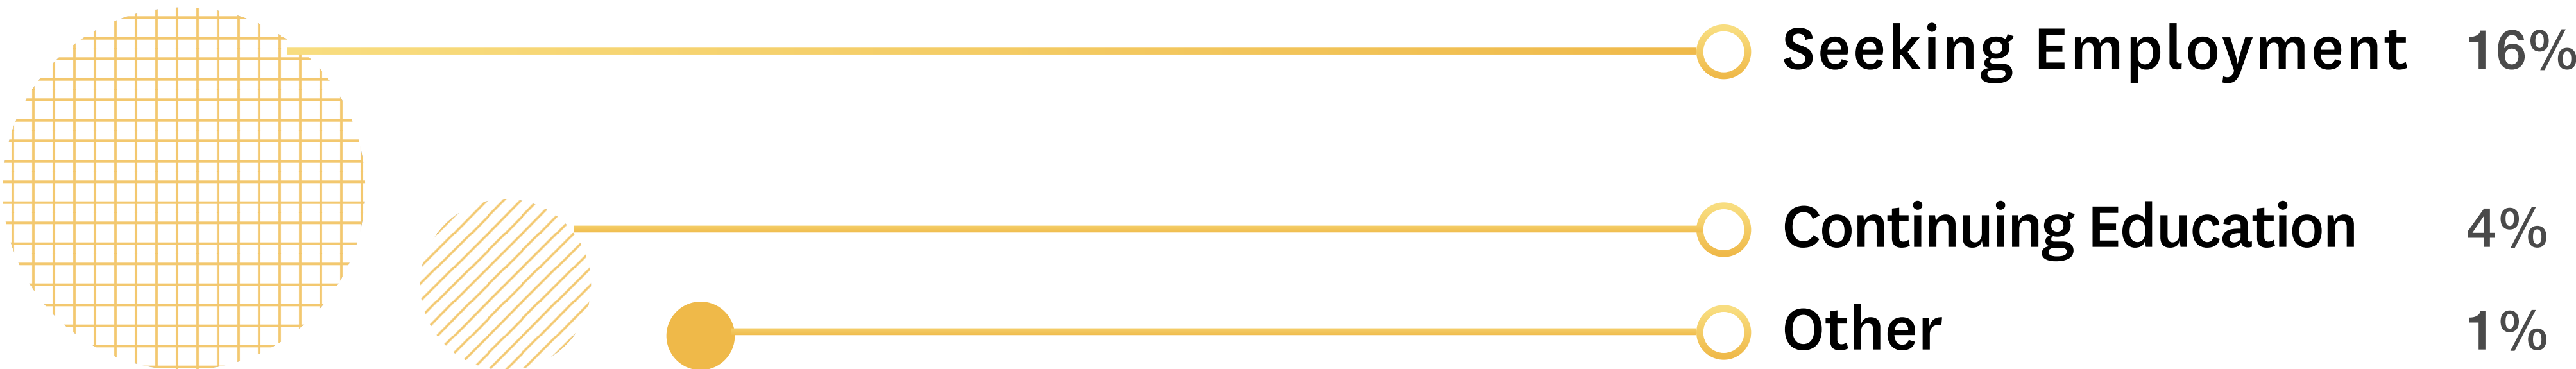 Seeking Employment 16%
Continuing Education 4%
Other 1%